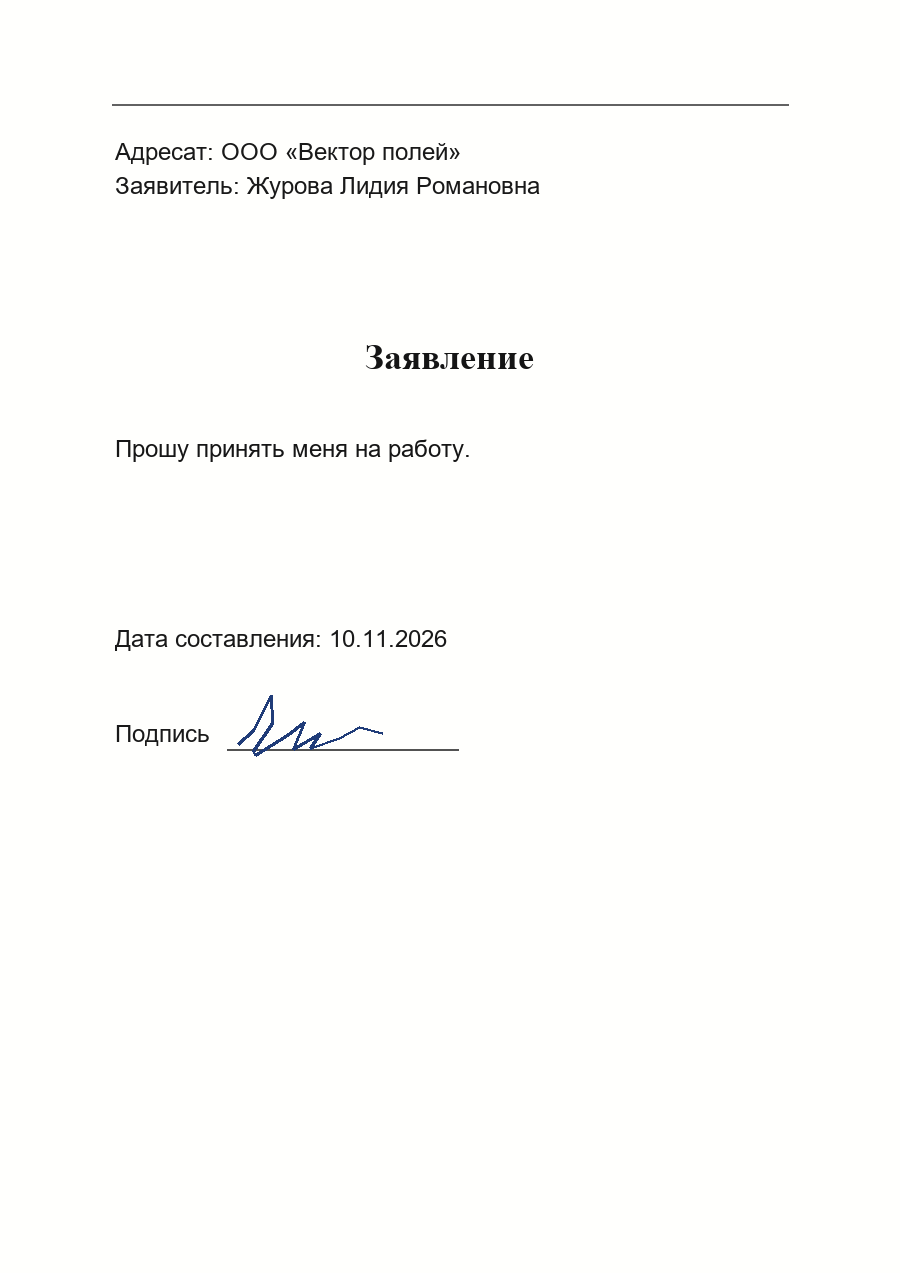 Адресат: ООО «Вектор полей»
Заявитель: Журова Лидия Романовна
Заявление
Прошу принять меня на работу.
Дата составления: 10.11.2026
Подпись